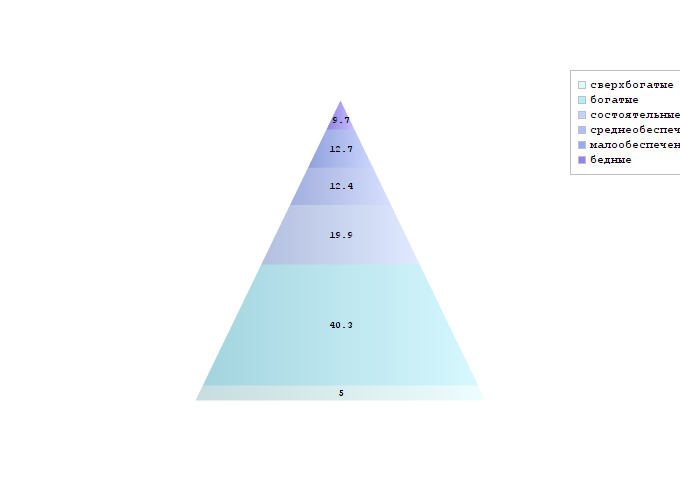 сверхбогатые
богатые
состоятельные
среднеобеспеч
малообеспечен
бедные
9.7
12.7
12.4
19.9
40.3
5